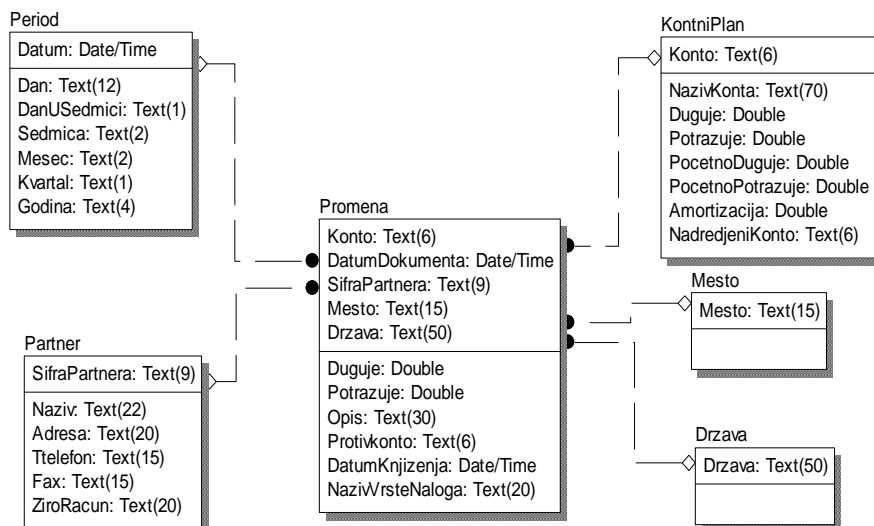 Period
Datum: Date/Time
Dan: Text(12)
DanUSedmici: Text(1)
Sedmica: Text(2)
Mesec: Text(2)
Kvartal: Text(1)
Godina: Text(4)
KontniPlan
Konto: Text(6)
NazivKonta: Text(70)
Duguje: Double
Potrazuje: Double
PocetnoDuguje: Double
PocetnoPotrazuje: Double
Amortizacija: Double
NadredjeniKonto: Text(6)
Promena
Konto: Text(6)
DatumDokumenta: Date/Time
SifraPartnera: Text(9)
Mesto: Text(15)
Drzava: Text(50)
Duguje: Double
Potrazuje: Double
Opis: Text(30)
Protivkonto: Text(6)
DatumKnjizenja: Date/Time
NazivVrsteNaloga: Text(20)
Mesto
Mesto: Text(15)
Partner
SifraPartnera: Text(9)
Naziv: Text(22)
Adresa: Text(20)
Ttelefon: Text(15)
Fax: Text(15)
ZiroRacun: Text(20)
Drzava
Drzava: Text(50)